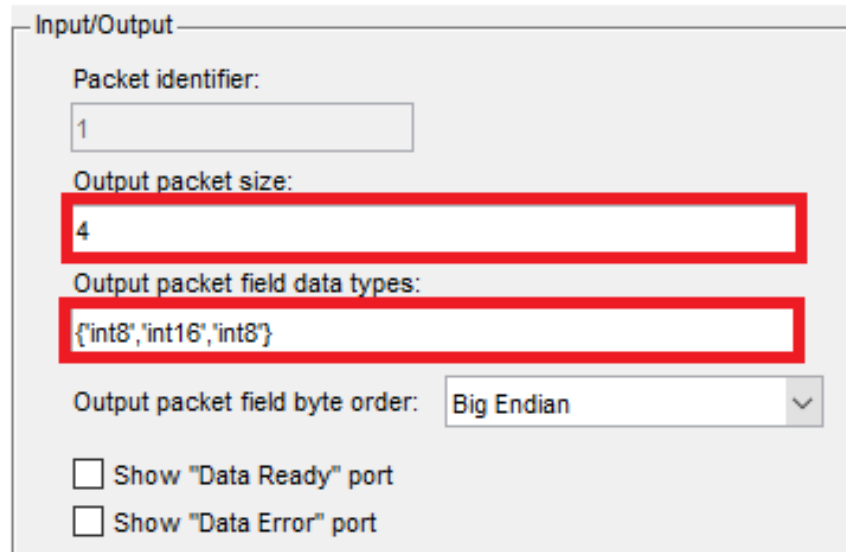 Input/Output
Packet identifier:
1
Output packet size:
4
Output packet field data types:
{'int8','int16','int8'}
Output packet field byte order: Big Endian
Show "Data Ready" port
Show "Data Error" port